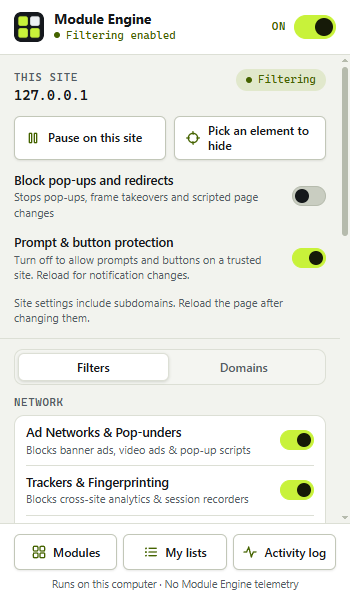 Module Engine
Filtering enabled
ON
THIS SITE
127.0.0.1
Filtering
Pause on this site
Pick an element to
hide
Block pop-ups and redirects
Stops pop-ups, frame takeovers and scripted page
changes
Prompt & button protection
Turn off to allow prompts and buttons on a trusted
site. Reload for notification changes.
Site settings include subdomains. Reload the page after
changing them.
Filters
Domains
NETWORK
Ad Networks & Pop-unders
Blocks banner ads, video ads & pop-up scripts
Trackers & Fingerprinting
Blocks cross-site analytics & session recorders
Modules
My lists
Activity log
Runs on this computer · No Module Engine telemetry